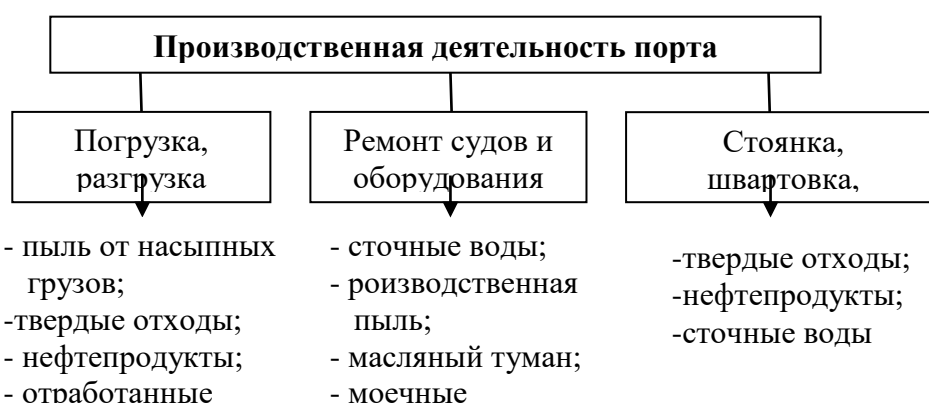 Производственная деятельность порта
Погрузка,
разгрузка
Ремонт судов и
оборудования
Стоянка,
швартовка,
- пыль от насыпных
грузов;
-твердые отходы;
- нефтепродукты;
- отработанные
- сточные воды;
- роизводственная
пыль;
- масляный туман;
- моечные
-твердые отходы;
-нефтепродукты;
-сточные воды